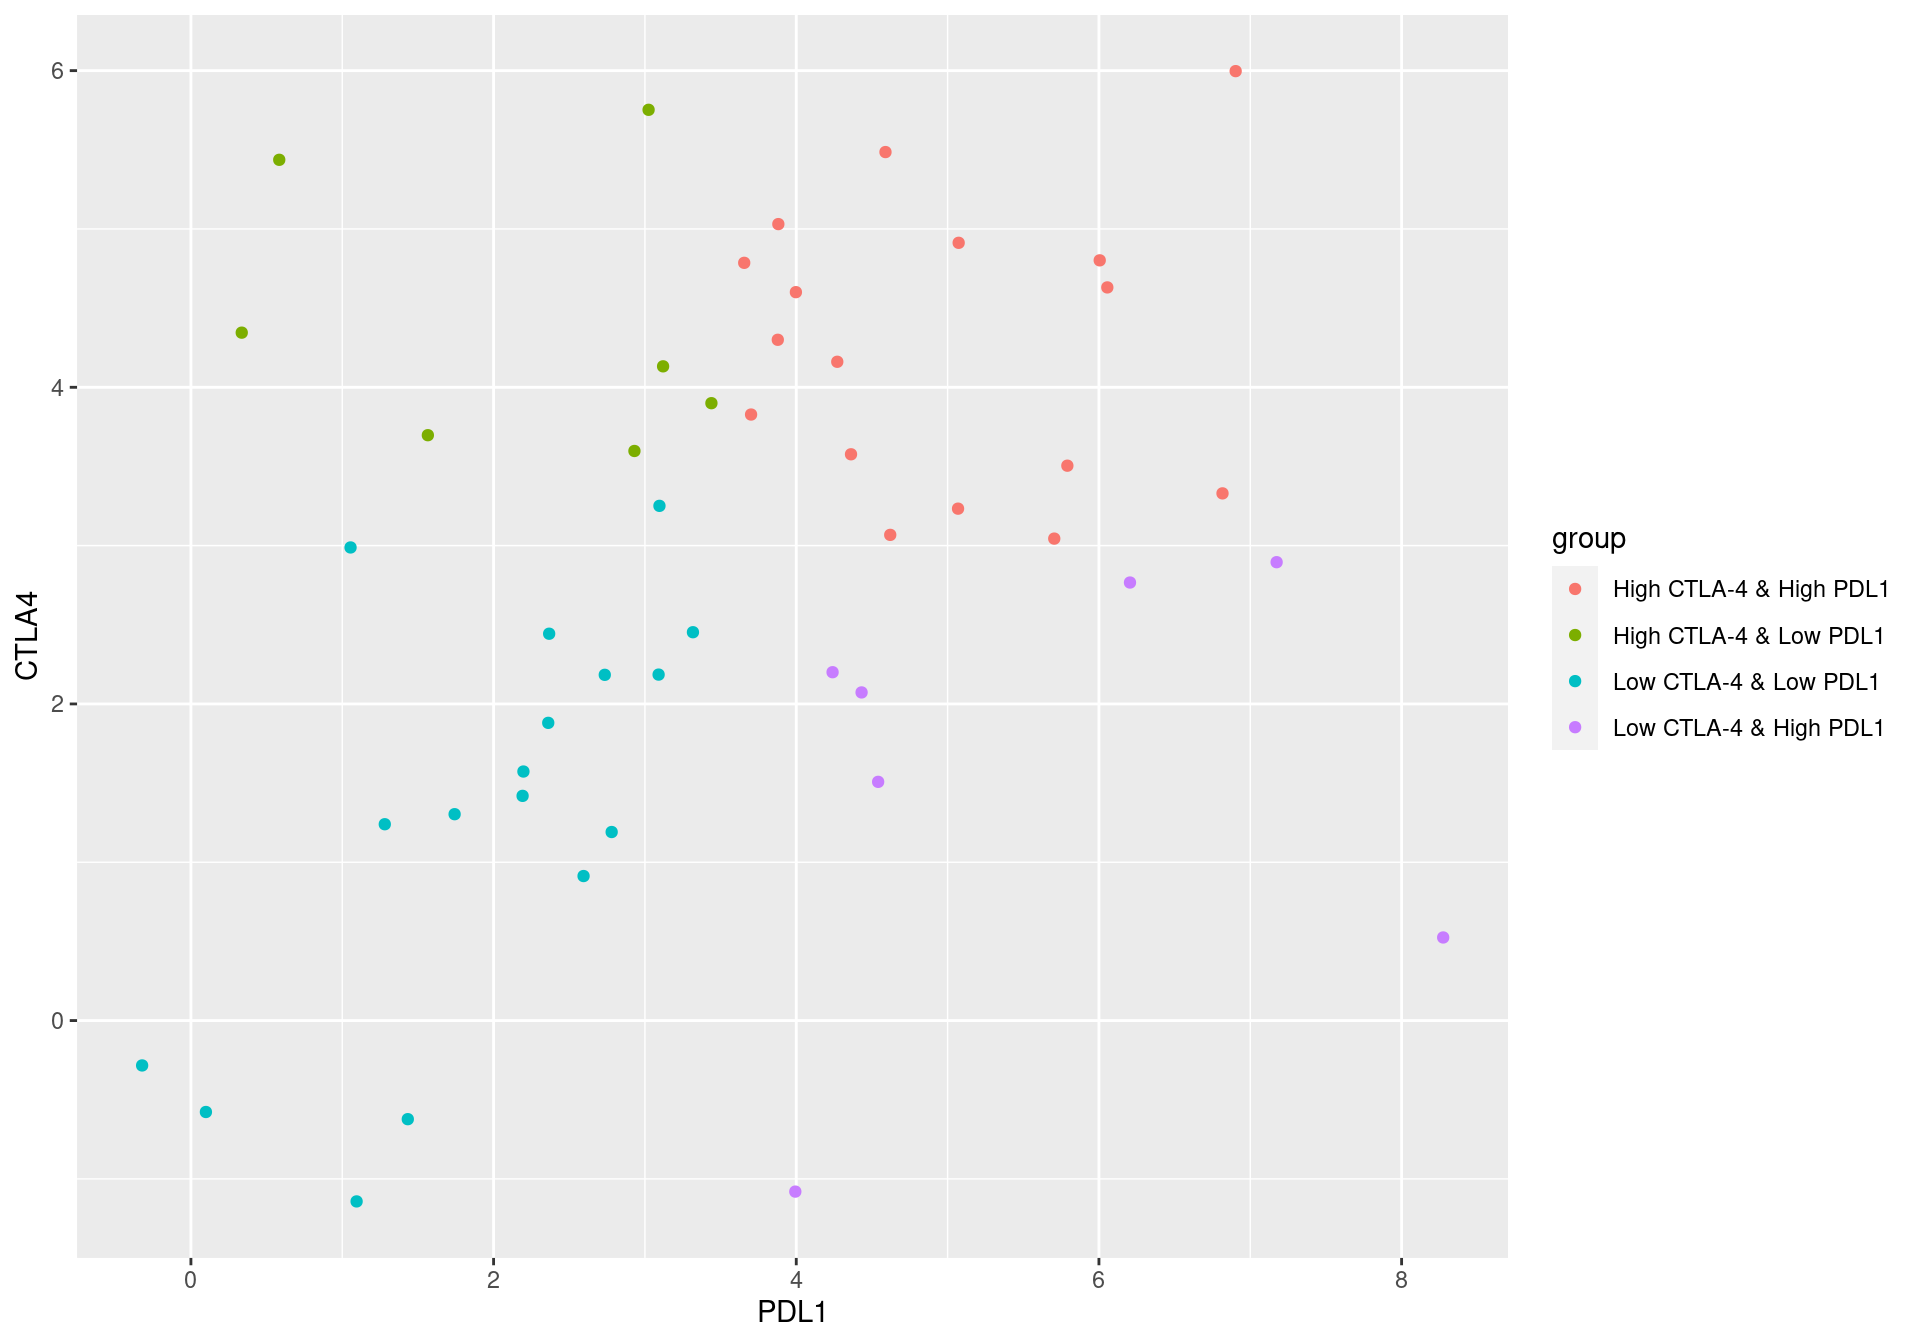 6
4
2
0
CTLA4
0 2 4 6 8
PDL1
group
High CTLA-4 & High PDL1
High CTLA-4 & Low PDL1
Low CTLA-4 & Low PDL1
Low CTLA-4 & High PDL1